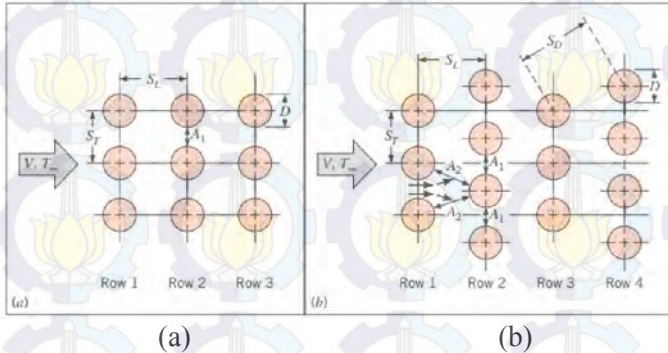 S_L
D
A_1
S_T
V, T_∞
Row 1 Row 2 Row 3
(a)
S_D
S_L
D
S_T
A_2
A_1
V, T_∞
A_2
A_1
Row 1 Row 2 Row 3 Row 4
(b)
(a) (b)